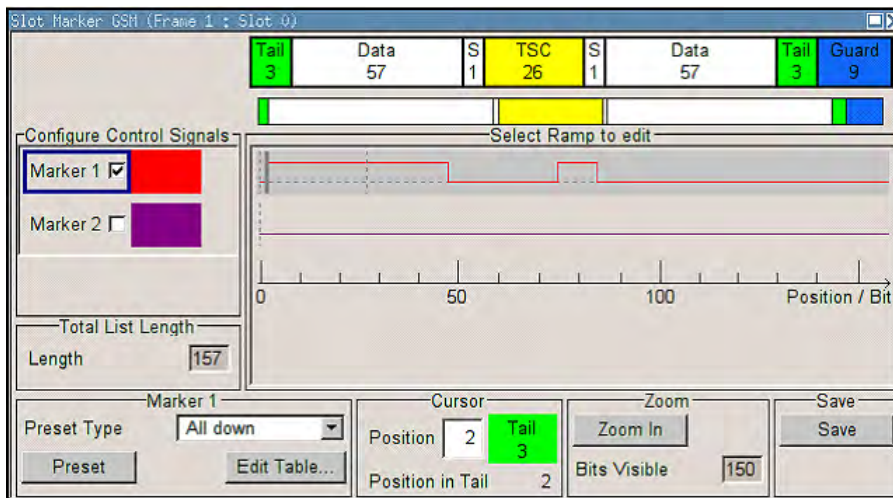 Slot Marker GSM (Frame 1 : Slot 0)
Tail Data S TSC S Data Tail Guard
3 57 1 26 1 57 3 9
Configure Control Signals
Select Ramp to edit
Marker 1
Marker 2
0 50 100 Position / Bit
Total List Length
Length 157
Marker 1
Preset Type All down
Preset Edit Table...
Cursor
Position 2 Tail
3
Position in Tail 2
Zoom
Zoom In
Bits Visible 150
Save
Save